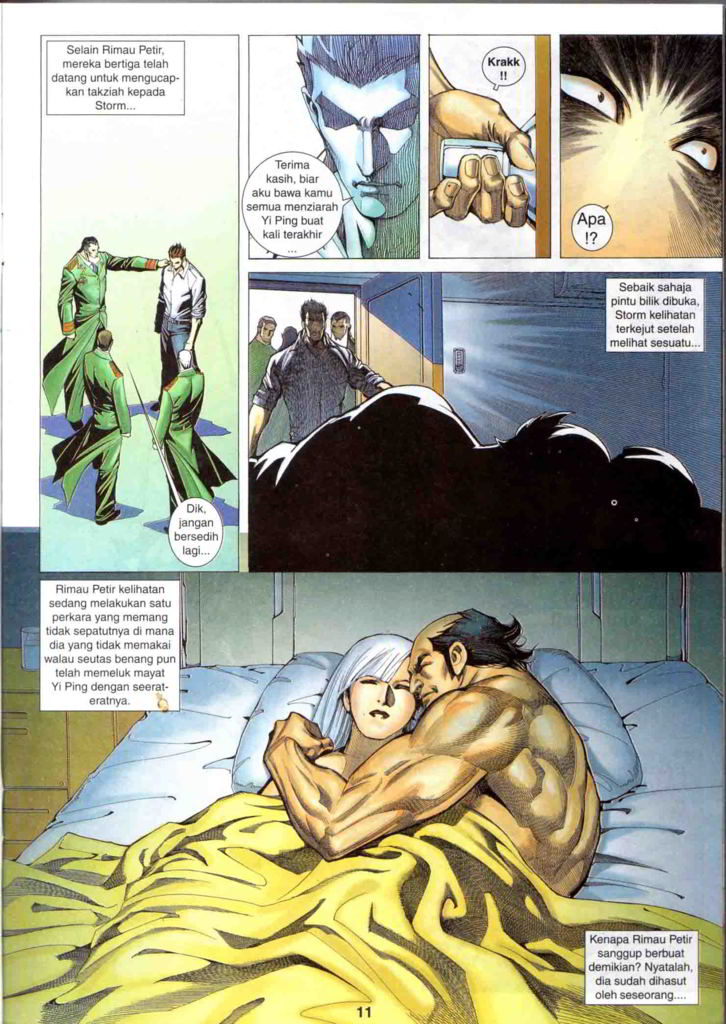 Selain Rimau Petir,
mereka bertiga telah
datang untuk mengucap-
kan takziah kepada
Storm...
Dik,
jangan
bersedih
lagi...
Terima
kasih, biar
aku bawa kamu
semua menziarah
Yi Ping buat
kali terakhir
...
Krakk
!!
Apa
!?
Sebaik sahaja
pintu bilik dibuka,
Storm kelihatan
terkejut setelah
melihat sesuatu...
Rimau Petir kelihatan
sedang melakukan satu
perkara yang memang
tidak sepatutnya di mana
dia yang tidak memakai
walau seutas benang pun
telah memeluk mayat
Yi Ping dengan seerat-
eratnya.
Kenapa Rimau Petir
sanggup berbuat
demikian? Nyatalah,
dia sudah dihasut
oleh seseorang....
11